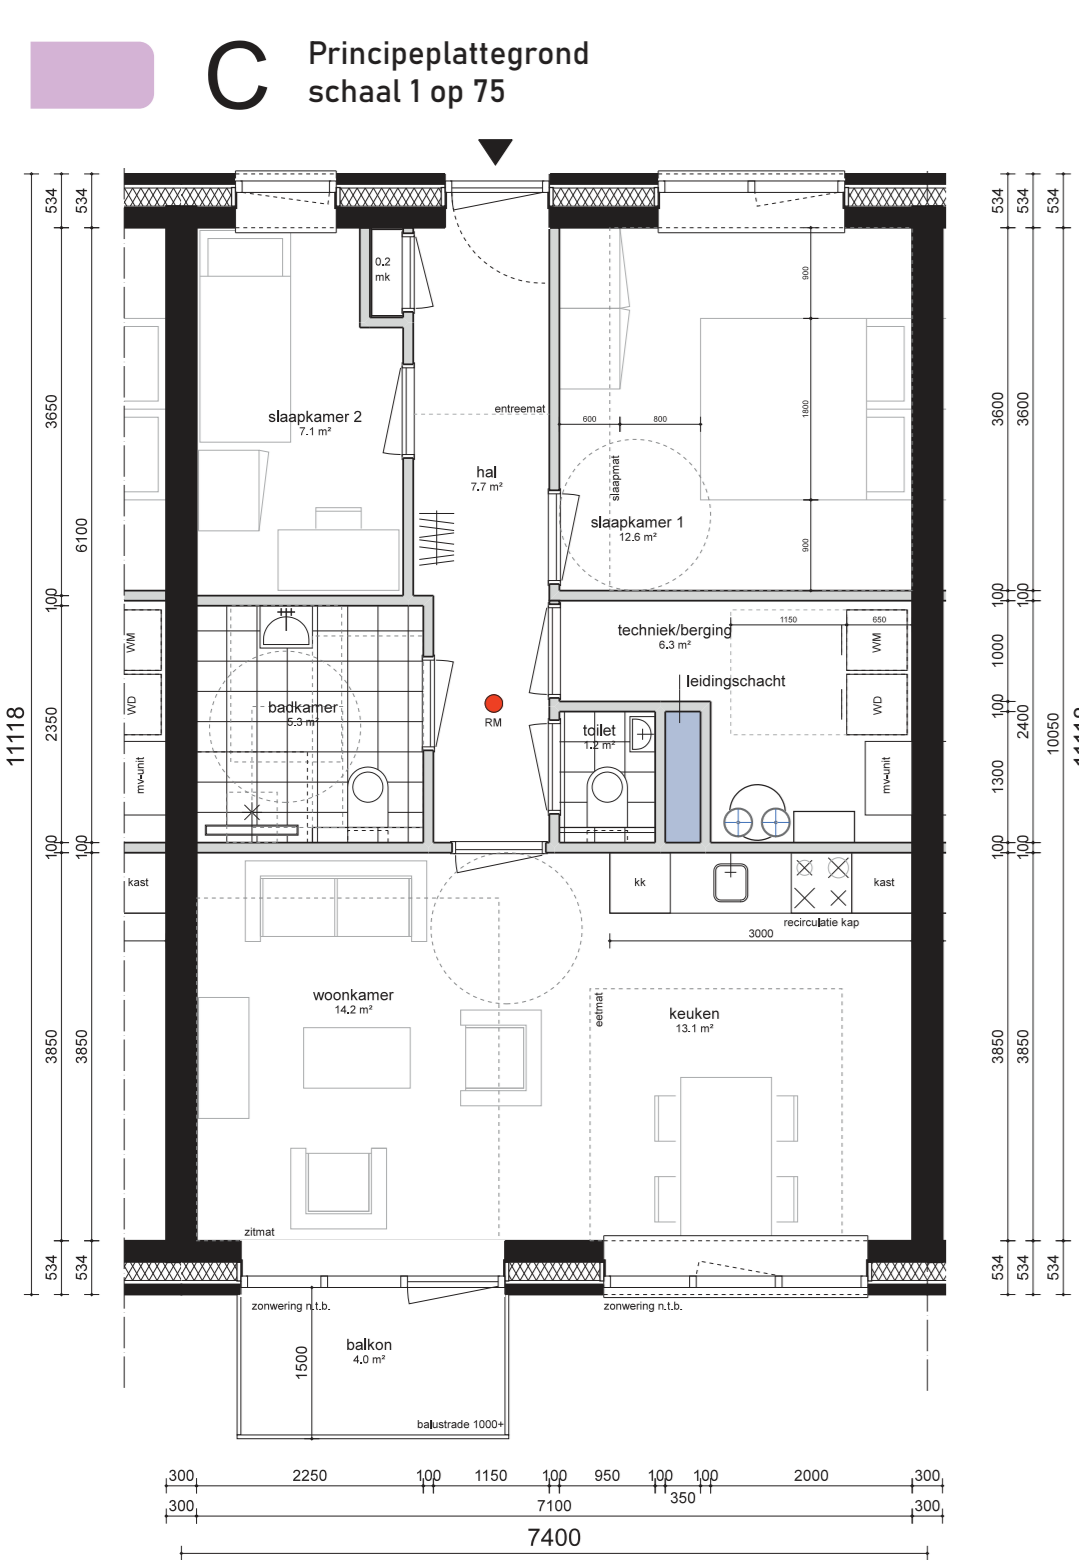 C
Principeplattegrond
schaal 1 op 75
534
534
534
534
534
0.2
mk
900
3650
3600
3600
slaapkamer 2
7.1 m²
entreemat
600
800
1800
hal
7.7 m²
slaapmat
slaapkamer 1
12.6 m²
6100
900
100
100
100
WM
techniek/berging
6.3 m²
1150
650
WM
1000
leidingschacht
WD
badkamer
5.3 m²
RM
toilet
1.2 m²
WD
100
2400
10050
11118
2350
11118
mv-unit
mv-unit
1300
100
100
100
100
kast
kk
kast
recirculatie kap
3000
woonkamer
14.2 m²
eetmat
keuken
13.1 m²
3850
3850
3850
3850
zitmat
534
534
534
534
534
zonwering n.t.b.
zonwering n.t.b.
balkon
4.0 m²
1500
balustrade 1000+
300
2250
100
1150
100
950
100
350
100
2000
300
300
7100
300
7400